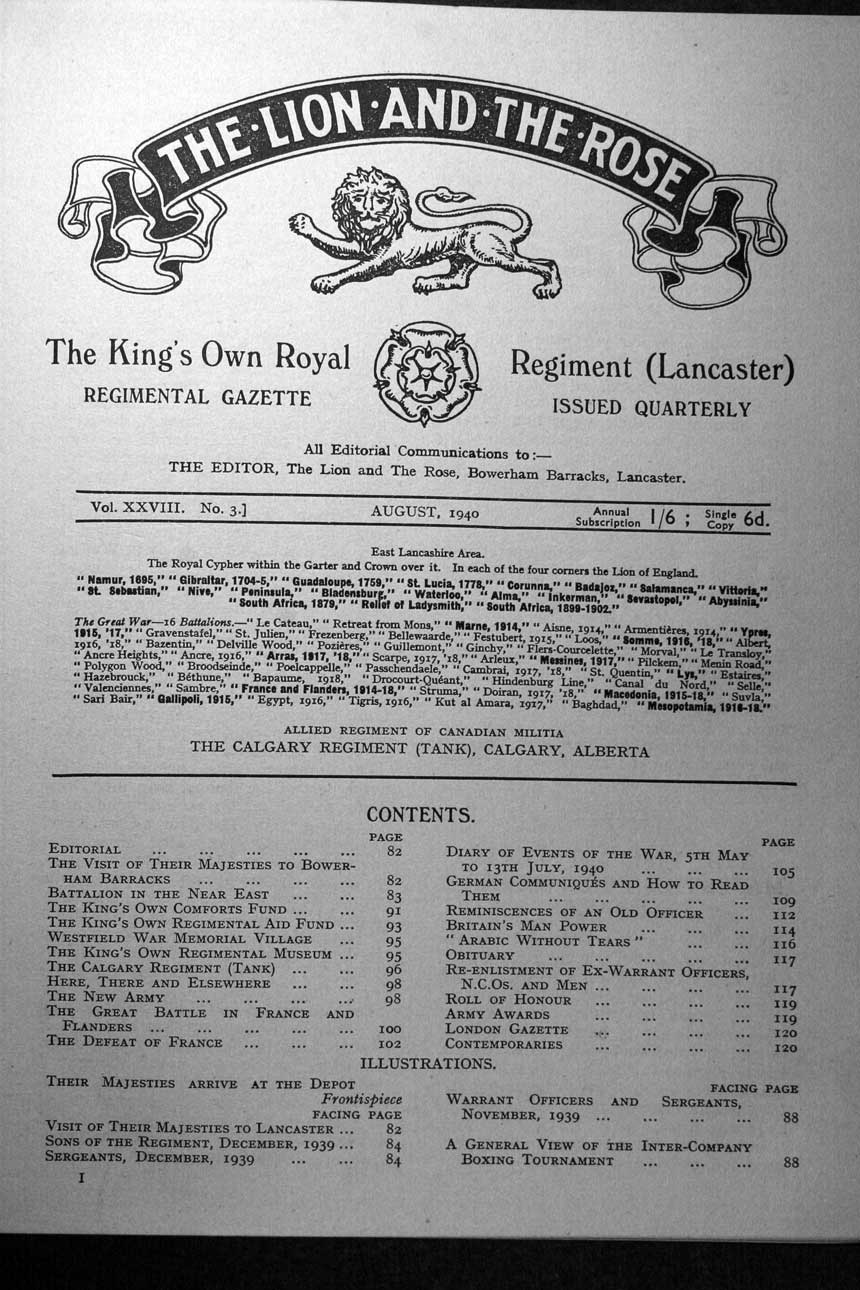 THE · LION · AND · THE · ROSE
The King's Own Royal Regiment (Lancaster)
REGIMENTAL GAZETTE ISSUED QUARTERLY
All Editorial Communications to :—
THE EDITOR, The Lion and The Rose, Bowerham Barracks, Lancaster.
Vol. XXVIII. No. 3.] AUGUST, 1940 Annual Subscription 1/6 ; Single Copy 6d.
East Lancashire Area.
The Royal Cypher within the Garter and Crown over it. In each of the four corners the Lion of England.
"Namur, 1695," "Gibraltar, 1704-5," "Guadaloupe, 1759," "St. Lucia, 1778," "Corunna," "Badajoz," "Salamanca," "Vittoria,"
"St. Sebastian," "Nive," "Peninsula," "Bladensburg," "Waterloo," "Alma," "Inkerman," "Sevastopol," "Abyssinia,"
"South Africa, 1879," "Relief of Ladysmith," "South Africa, 1899-1902."
The Great War—16 Battalions.—"Le Cateau," "Retreat from Mons," "Marne, 1914," "Aisne, 1914," "Armentières, 1914," "Ypres,
1915, '17," "Gravenstafel," "St. Julien," "Frezenberg," "Bellewaarde," "Festubert, 1915," "Loos," "Somme, 1916, '18," "Albert,
1916, '18," "Bazentin," "Delville Wood," "Pozières," "Guillemont," "Ginchy," "Flers-Courcelette," "Morval," "Le Transloy,"
"Ancre Heights," "Ancre, 1916," "Arras, 1917, '18," "Scarpe, 1917, '18," "Arleux," "Messines, 1917," "Pilckem," "Menin Road,"
"Polygon Wood," "Broodseinde," "Poelcappelle," "Passchendaele," "Cambrai, 1917, '18," "St. Quentin," "Lys," "Estaires,"
"Hazebrouck," "Béthune," "Bapaume, 1918," "Drocourt-Quéant," "Hindenburg Line," "Canal du Nord," "Selle,"
"Valenciennes," "Sambre," "France and Flanders, 1914-18," "Struma," "Doiran, 1917, '18," "Macedonia, 1915-18," "Suvla,"
"Sari Bair," "Gallipoli, 1915," "Egypt, 1916," "Tigris, 1916," "Kut al Amara, 1917," "Baghdad," "Mesopotamia, 1916-18."
ALLIED REGIMENT OF CANADIAN MILITIA
THE CALGARY REGIMENT (TANK), CALGARY, ALBERTA
CONTENTS.
PAGE
EDITORIAL ... ... ... ... ... 82
THE VISIT OF THEIR MAJESTIES TO BOWER-
HAM BARRACKS ... ... ... ... 82
BATTALION IN THE NEAR EAST ... ... 83
THE KING'S OWN COMFORTS FUND ... ... 91
THE KING'S OWN REGIMENTAL AID FUND ... 93
WESTFIELD WAR MEMORIAL VILLAGE ... 95
THE KING'S OWN REGIMENTAL MUSEUM ... 95
THE CALGARY REGIMENT (TANK) ... ... 96
HERE, THERE AND ELSEWHERE ... ... 98
THE NEW ARMY ... ... ... ... 98
THE GREAT BATTLE IN FRANCE AND
FLANDERS ... ... ... ... ... 100
THE DEFEAT OF FRANCE ... ... ... 102
PAGE
DIARY OF EVENTS OF THE WAR, 5TH MAY
TO 13TH JULY, 1940 ... ... ... 105
GERMAN COMMUNIQUÉS AND HOW TO READ
THEM ... ... ... ... ... 109
REMINISCENCES OF AN OLD OFFICER ... 112
BRITAIN'S MAN POWER ... ... ... 114
"ARABIC WITHOUT TEARS" ... ... 116
OBITUARY ... ... ... ... ... 117
RE-ENLISTMENT OF EX-WARRANT OFFICERS,
N.C.OS. AND MEN ... ... ... ... 117
ROLL OF HONOUR ... ... ... 119
ARMY AWARDS ... ... ... 119
LONDON GAZETTE ... ... ... 120
CONTEMPORARIES ... ... ... 120
ILLUSTRATIONS.
THEIR MAJESTIES ARRIVE AT THE DEPOT
Frontispiece
FACING PAGE
VISIT OF THEIR MAJESTIES TO LANCASTER ... 82
SONS OF THE REGIMENT, DECEMBER, 1939 ... 84
SERGEANTS, DECEMBER, 1939 ... ... 84
FACING PAGE
WARRANT OFFICERS AND SERGEANTS,
NOVEMBER, 1939 ... ... ... ... 88
A GENERAL VIEW OF THE INTER-COMPANY
BOXING TOURNAMENT ... ... ... 88
I